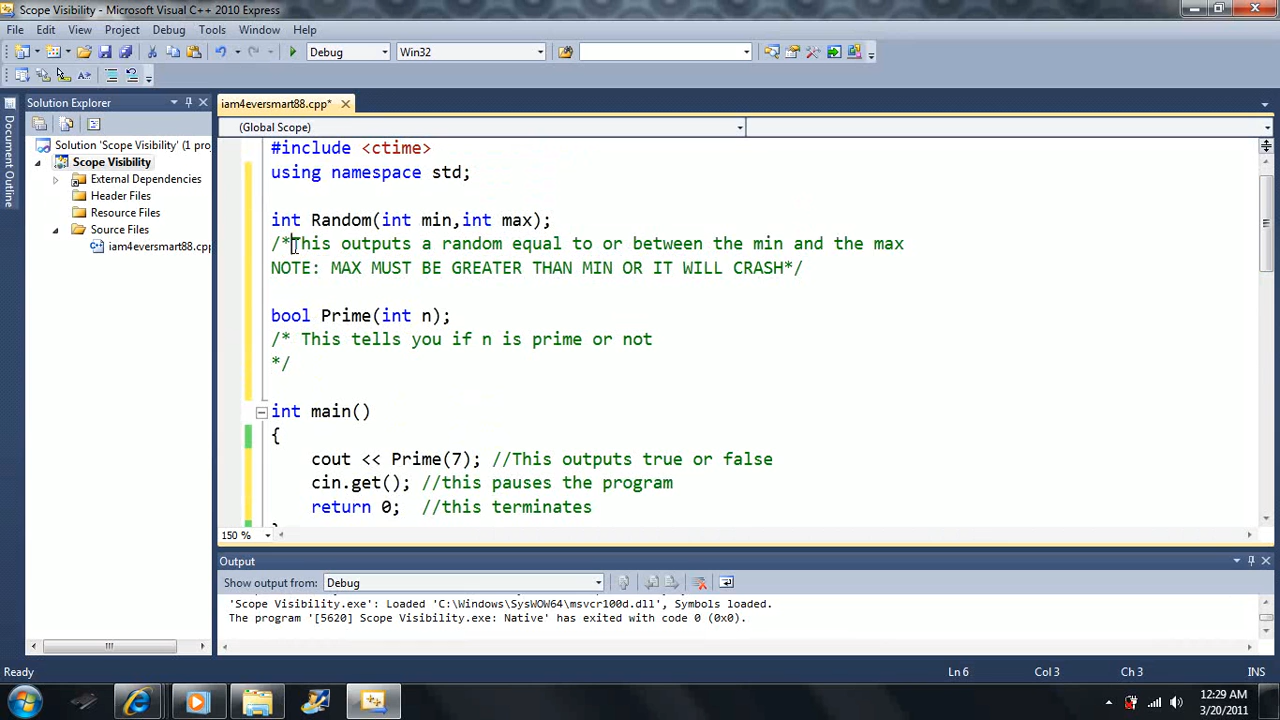 Scope Visibility - Microsoft Visual C++ 2010 Express
File Edit View Project Debug Tools Window Help
Debug Win32
Solution Explorer
iam4eversmart88.cpp*
Document Outline
(Global Scope)
Solution 'Scope Visibility' (1 proj
Scope Visibility
External Dependencies
Header Files
Resource Files
Source Files
iam4eversmart88.cpp
#include <ctime>
using namespace std;
int Random(int min,int max);
/*This outputs a random equal to or between the min and the max
NOTE: MAX MUST BE GREATER THAN MIN OR IT WILL CRASH*/
bool Prime(int n);
/* This tells you if n is prime or not
*/
int main()
{
cout << Prime(7); //This outputs true or false
cin.get(); //this pauses the program
return 0; //this terminates
150 %
Output
Show output from: Debug
'Scope Visibility.exe': Loaded 'C:\Windows\SysWOW64\msvcr100d.dll', Symbols loaded.
The program '[5620] Scope Visibility.exe: Native' has exited with code 0 (0x0).
Ready Ln 6 Col 3 Ch 3 INS
12:29 AM
3/20/2011